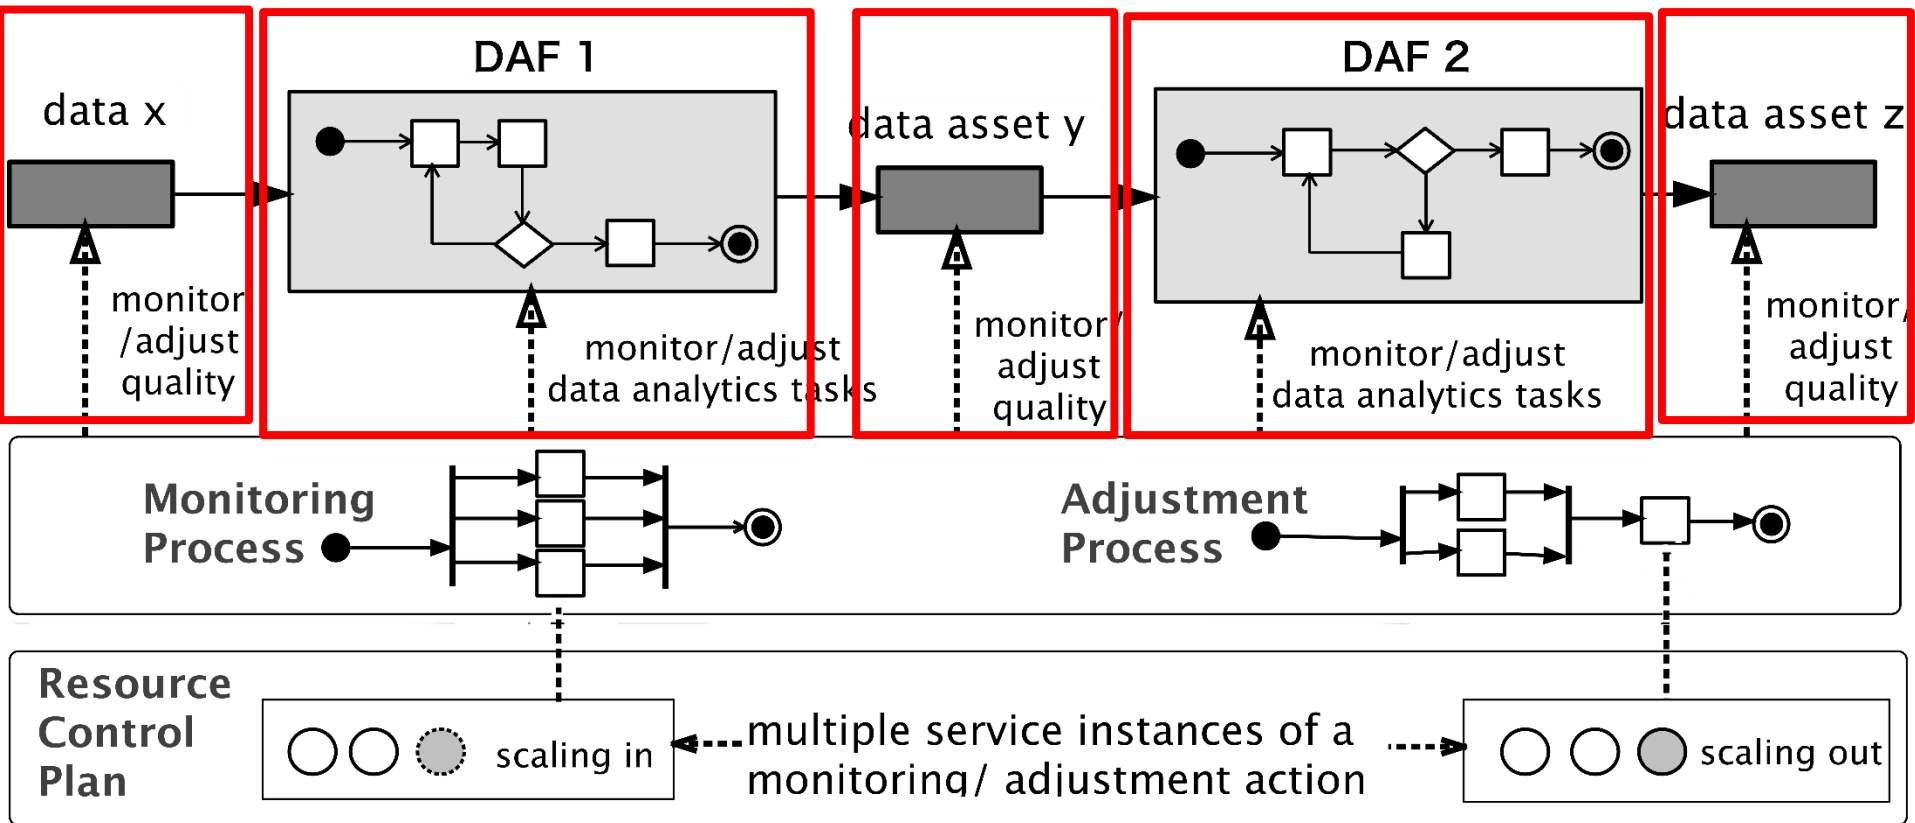 DAF 1
DAF 2
data x
data asset y
data asset z
monitor
/adjust
quality
monitor/adjust
data analytics tasks
monitor/
adjust
quality
monitor/adjust
data analytics tasks
monitor/
adjust
quality
Monitoring
Process
Adjustment
Process
Resource
Control
Plan
scaling in
multiple service instances of a
monitoring/ adjustment action
scaling out